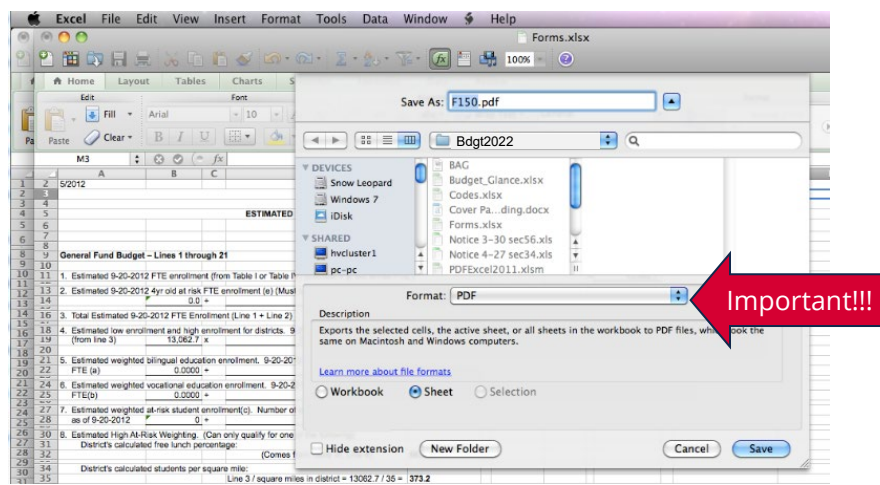 Excel File Edit View Insert Format Tools Data Window Help
Forms.xlsx
100%
Home Layout Tables Charts
Edit Font
Fill Arial 10
Paste Clear B I U
M3 fx
A B C
5/2012
ESTIMATED
General Fund Budget – Lines 1 through 21
1. Estimated 9-20-2012 FTE enrollment (from Table I or Table
2. Estimated 9-20-2012 4yr old at risk FTE enrollment (e) (Must
0.0 +
3. Total Estimated 9-20-2012 FTE Enrollment (Line 1 + Line 2)
4. Estimated low enrollment and high enrollment for districts. 9
(from line 3) 13,062.7 x
5. Estimated weighted bilingual education enrollment. 9-20-20
FTE (a) 0.0000 +
6. Estimated weighted vocational education enrollment. 9-20-2
FTE(b) 0.0000 +
7. Estimated weighted at-risk student enrollment(c). Number of
as of 9-20-2012 0 +
8. Estimated High At-Risk Weighting. (Can only qualify for one
District's calculated free lunch percentage:
(Comes f
District's calculated students per square mile:
Line 3 / square miles in district = 13062.7 / 35 = 373.2
Save As: F150.pdf
Bdgt2022
DEVICES
Snow Leopard
Windows 7
iDisk
SHARED
hvcluster1
pc-pc
BAG
Budget_Glance.xlsx
Codes.xlsx
Cover Pa...ding.docx
Forms.xlsx
Notice 3-30 sec56.xls
Notice 4-27 sec34.xls
PDFExcel2011.xlsm
Format: PDF
Important!!!
Description
Exports the selected cells, the active sheet, or all sheets in the workbook to PDF files, which look the
same on Macintosh and Windows computers.
Learn more about file formats
Workbook Sheet Selection
Hide extension New Folder Cancel Save